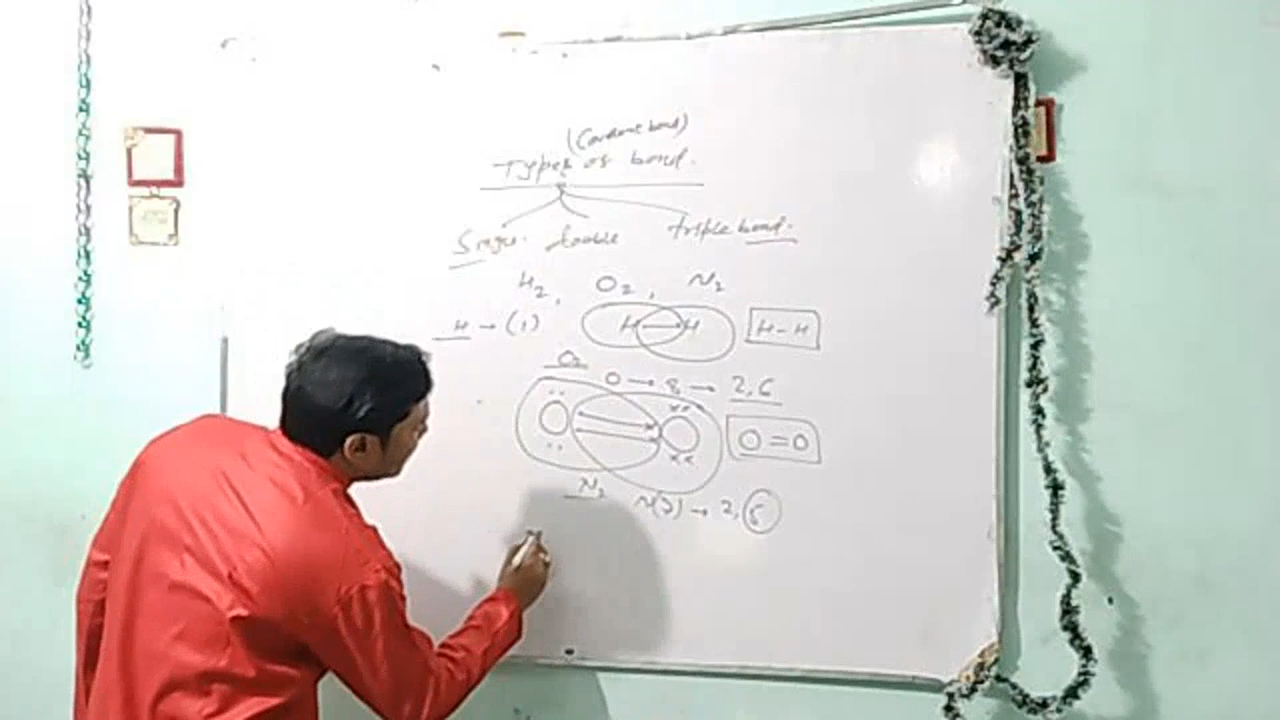 (Covalent bond)
Types of bond.
Single. double triple bond.
H2, O2, N2
H → (1) H H H-H
O2 O → 8 → 2,6
O=O
N2 N(7) → 2,5